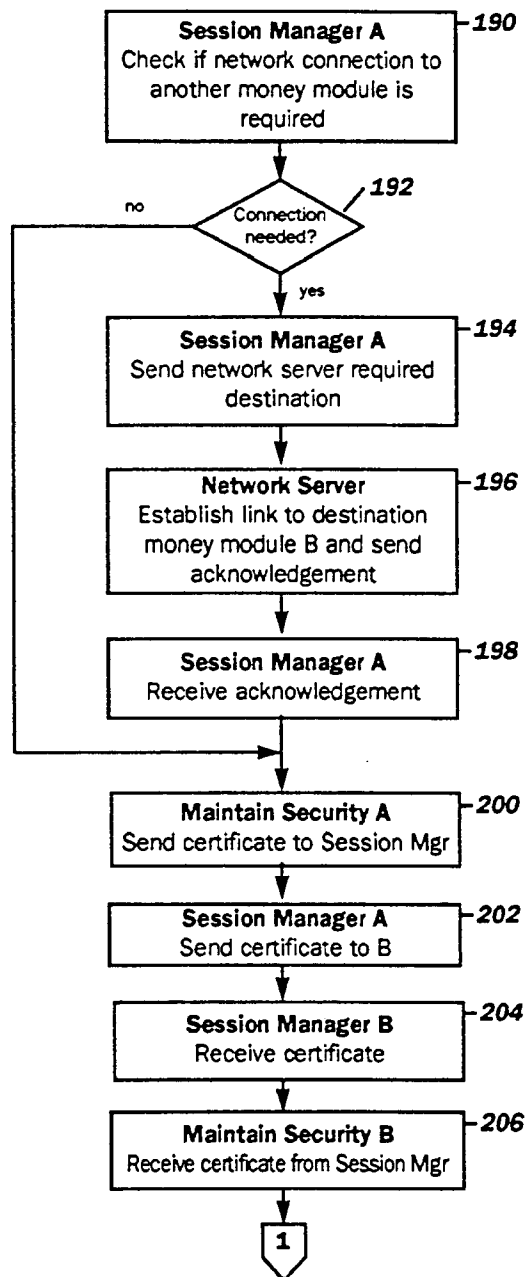 Session Manager A
190
Check if network connection to
another money module is
required
192
no
Connection
needed?
yes
Session Manager A
194
Send network server required
destination
Network Server
196
Establish link to destination
money module B and send
acknowledgement
Session Manager A
198
Receive acknowledgement
Maintain Security A
200
Send certificate to Session Mgr
Session Manager A
202
Send certificate to B
Session Manager B
204
Receive certificate
Maintain Security B
206
Receive certificate from Session Mgr
1